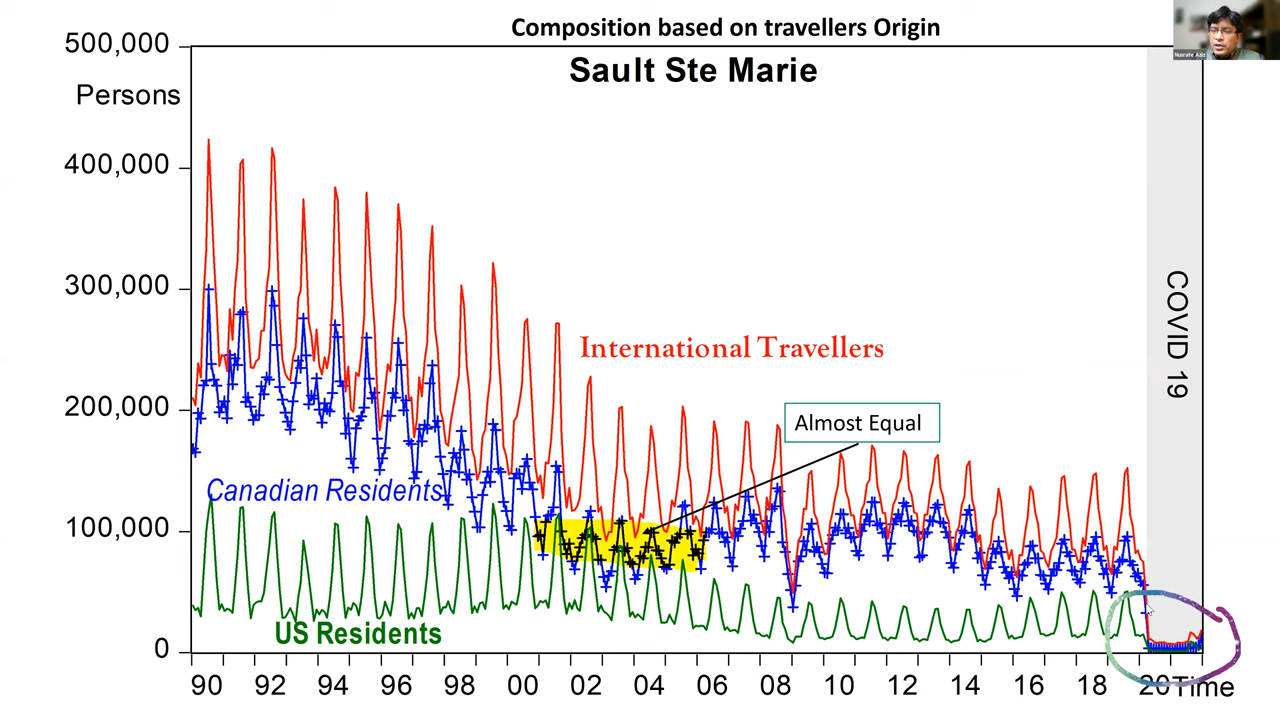 Composition based on travellers Origin
Nusrate Aziz
Sault Ste Marie
500,000
Persons
400,000
300,000
200,000
100,000
0
International Travellers
Almost Equal
Canadian Residents
US Residents
COVID 19
90 92 94 96 98 00 02 04 06 08 10 12 14 16 18 20 Time